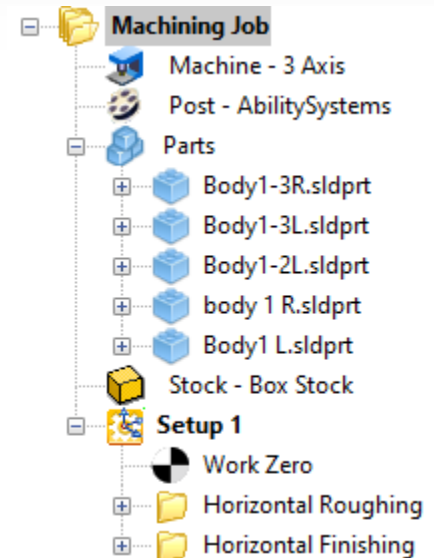 Machining Job
Machine - 3 Axis
Post - AbilitySystems
Parts
Body1-3R.sldprt
Body1-3L.sldprt
Body1-2L.sldprt
body 1 R.sldprt
Body1 L.sldprt
Stock - Box Stock
Setup 1
Work Zero
Horizontal Roughing
Horizontal Finishing